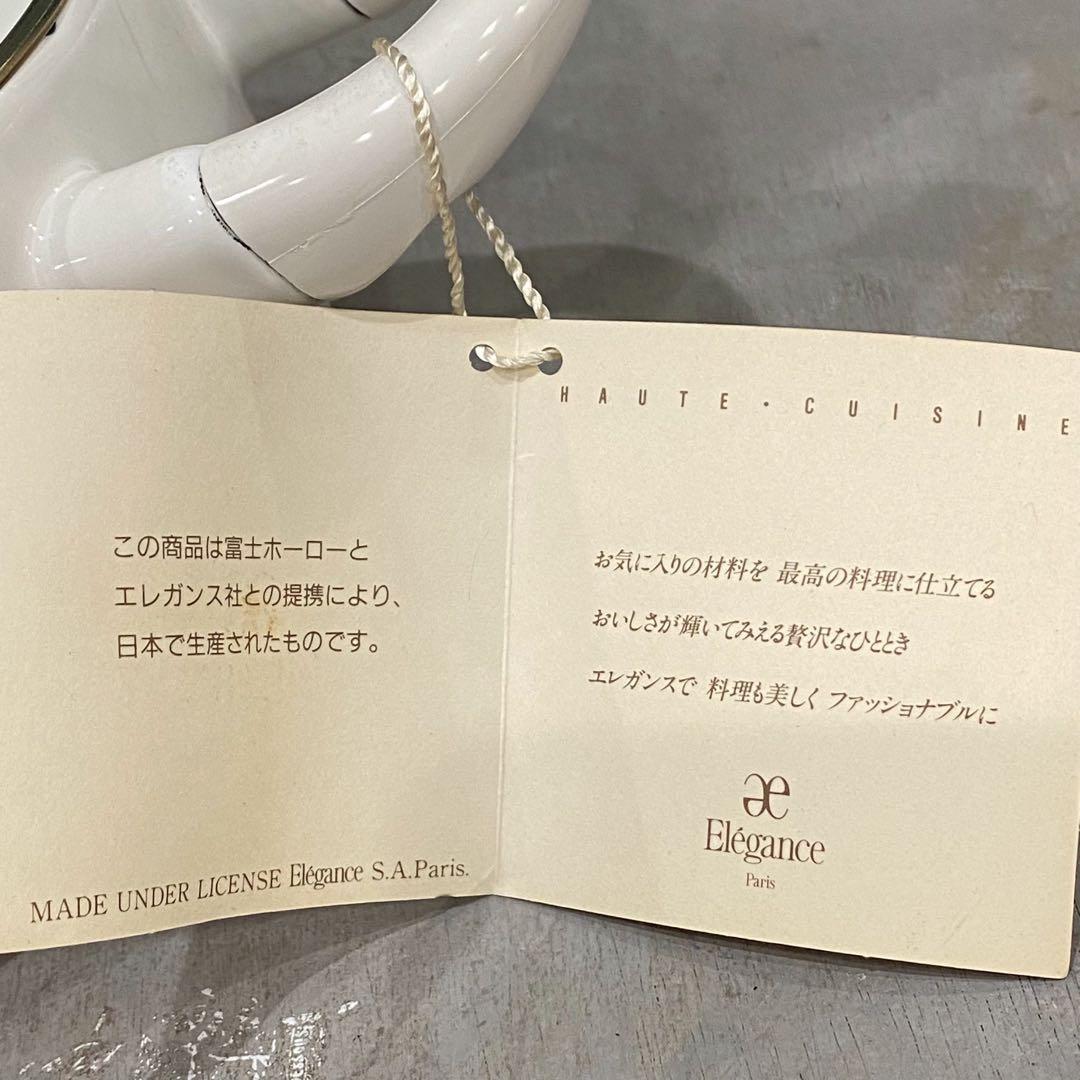 この商品は富士ホーローと
エレガンス社との提携により、
日本で生産されたものです。
MADE UNDER LICENSE Elégance S.A.Paris.
HAUTE・CUISINE
お気に入りの材料を 最高の料理に仕立てる
おいしさが輝いてみえる贅沢なひととき
エレガンスで 料理も美しく ファッショナブルに
æ
Elégance
Paris